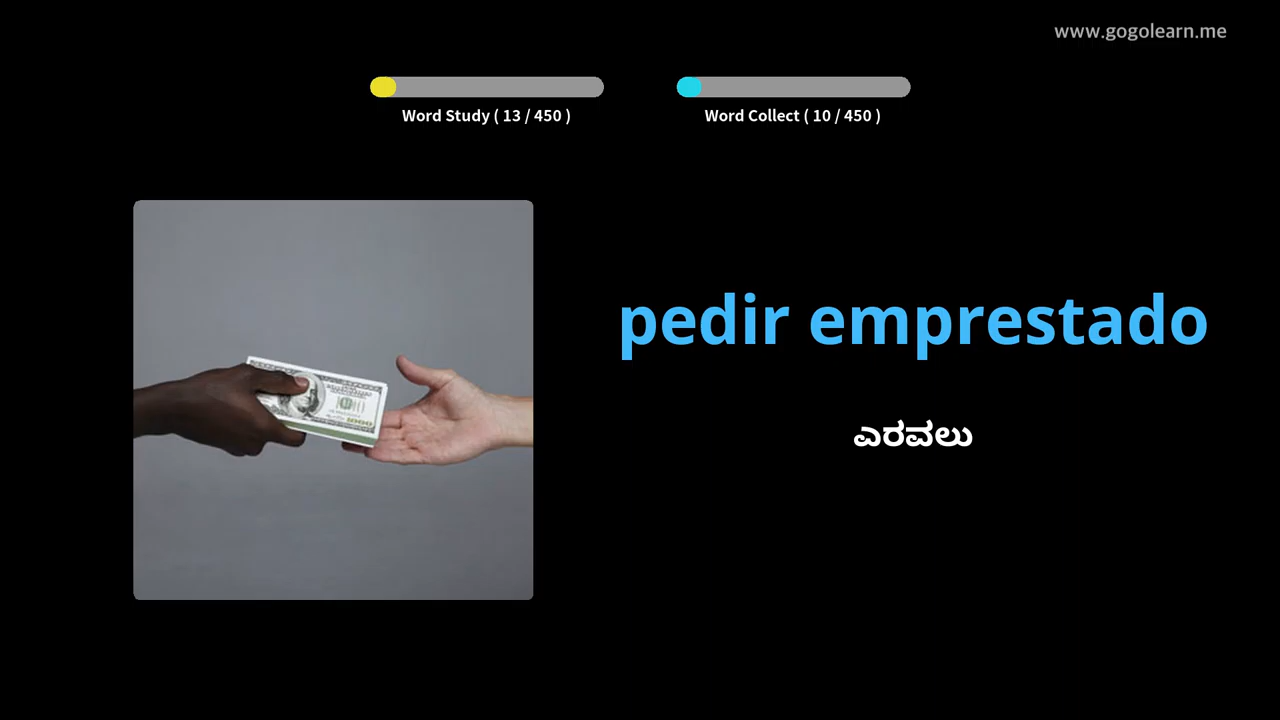 www.gogolearn.me
Word Study ( 13 / 450 )
Word Collect ( 10 / 450 )
pedir emprestado
ಎರವಲು